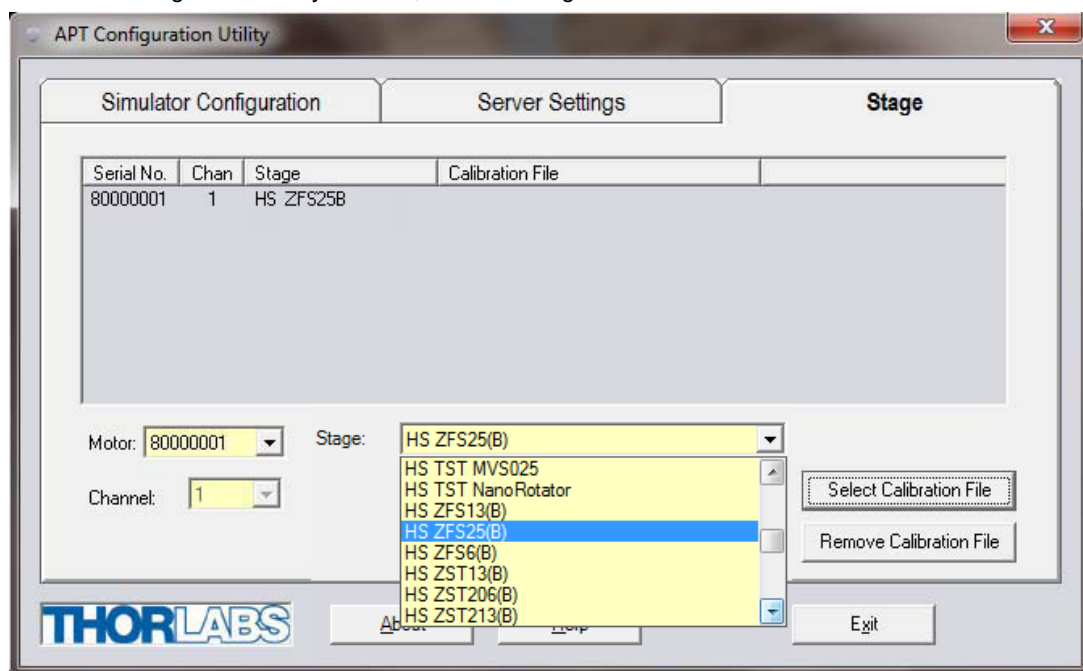 APT Configuration Utility
Simulator Configuration Server Settings Stage
Serial No. Chan Stage Calibration File
80000001 1 HS ZFS25B
Motor: 80000001 Stage: HS ZFS25(B)
HS TST MVS025
HS TST NanoRotator
Channel: 1 Select Calibration File
HS ZFS13(B)
HS ZFS25(B)
HS ZFS6(B)
Remove Calibration File
HS ZST13(B)
HS ZST206(B)
HS ZST213(B)
THORLABS Exit